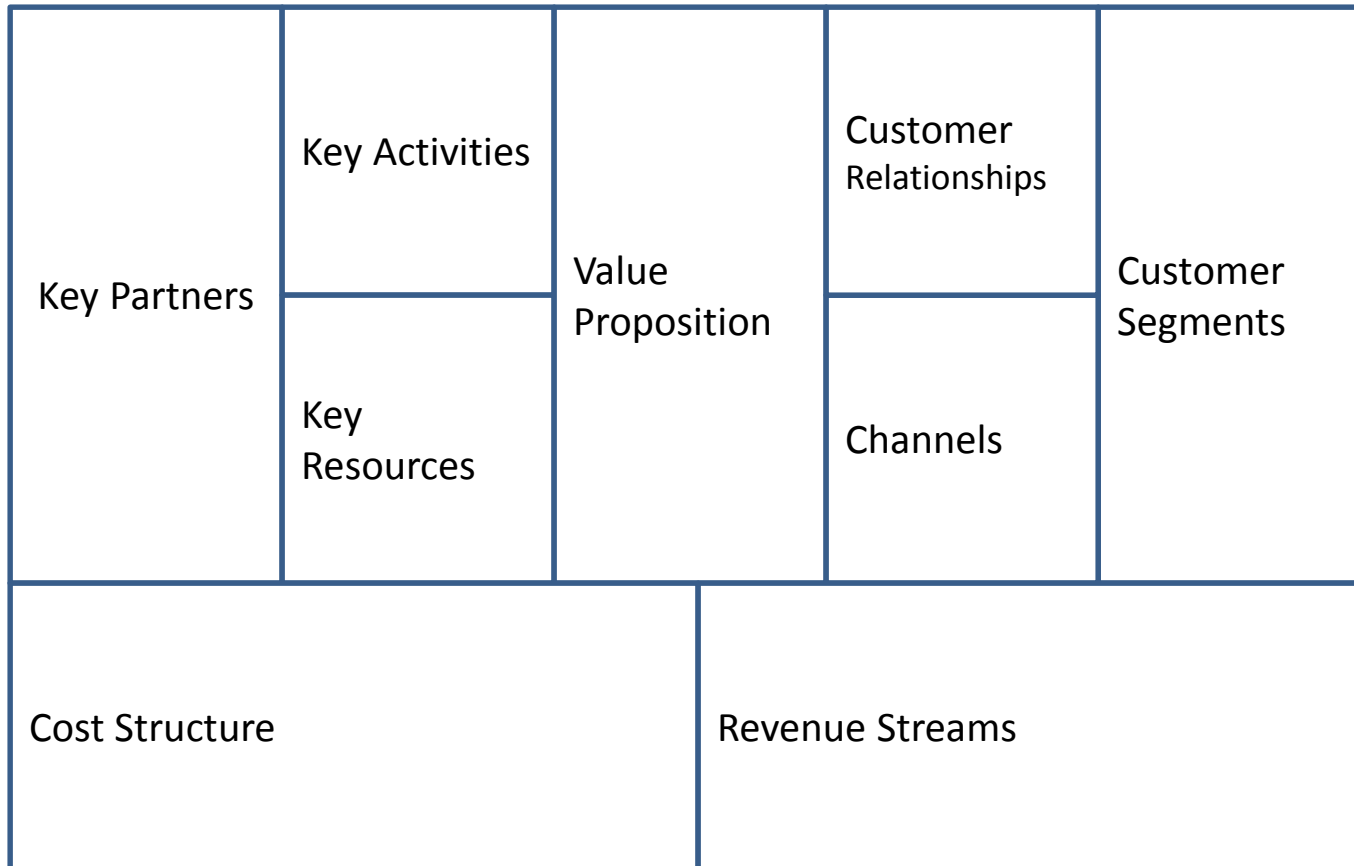 Key Partners
Key Activities
Key
Resources
Value
Proposition
Customer
Relationships
Channels
Customer
Segments
Cost Structure
Revenue Streams